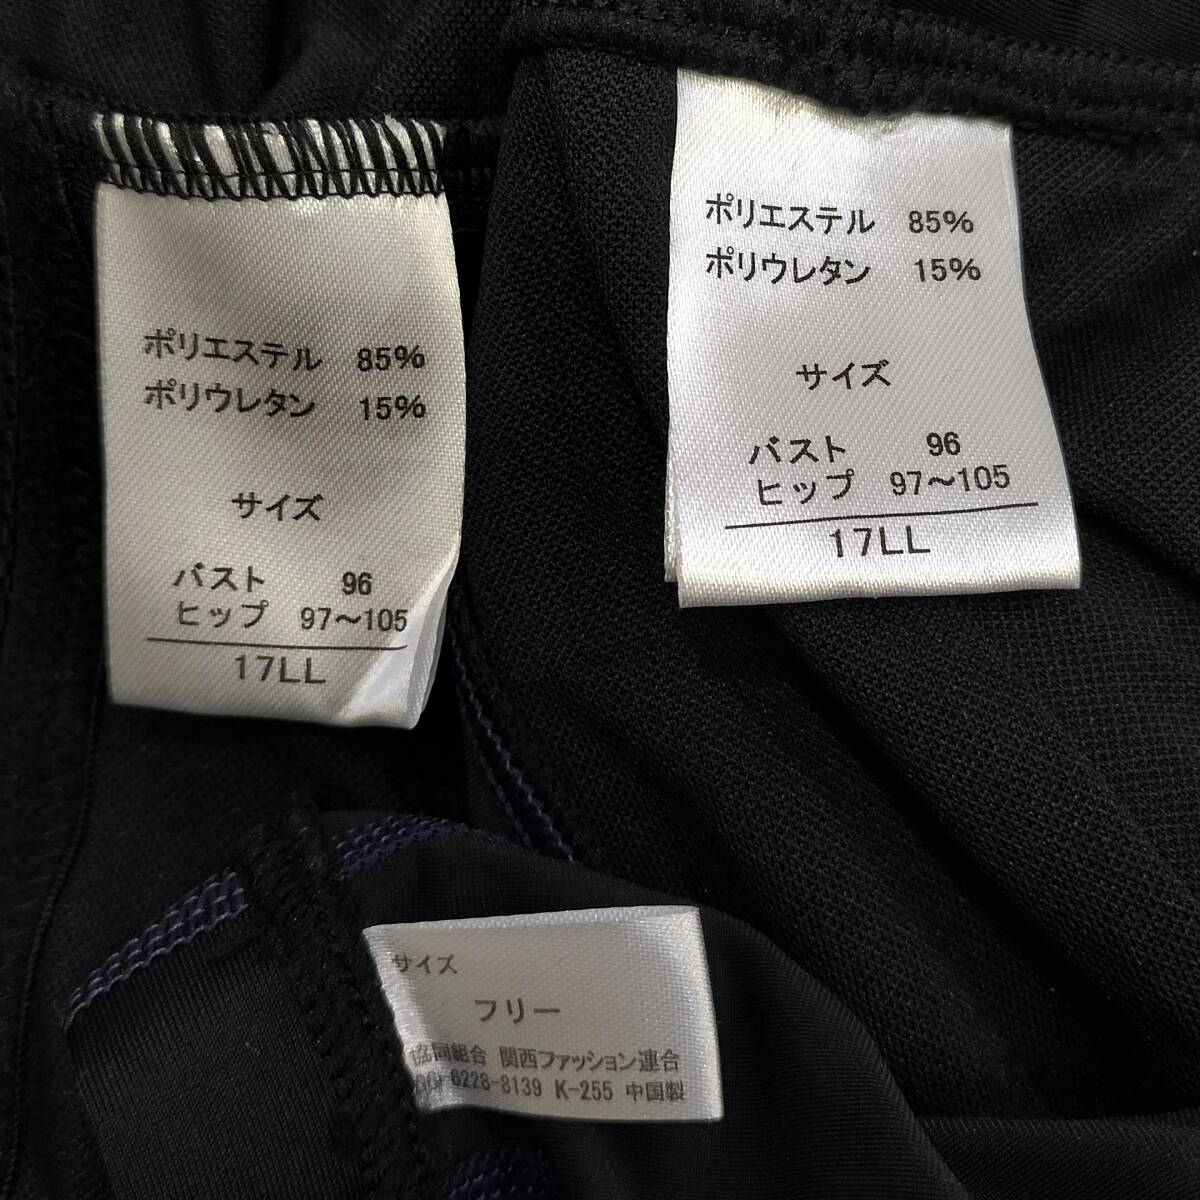 ポリエステル 85%
ポリウレタン 15%
サイズ
バスト 96
ヒップ 97〜105
17LL
ポリエステル 85%
ポリウレタン 15%
サイズ
バスト 96
ヒップ 97〜105
17LL
サイズ
フリー
協同組合 関西ファッション連合
6228-8139 K-255 中国製